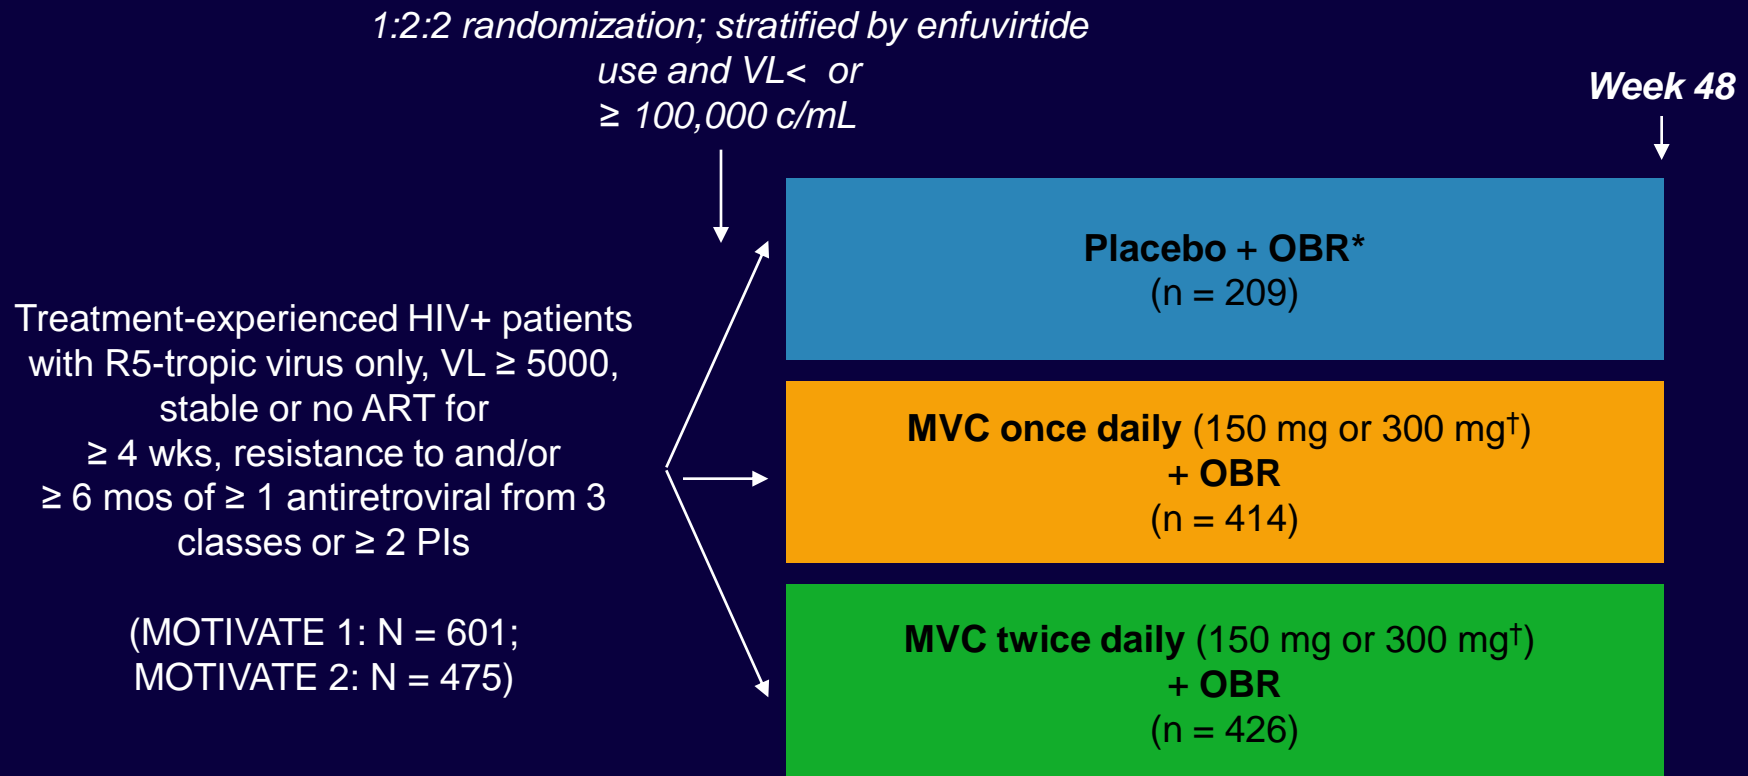 1:2:2 randomization; stratified by enfuvirtide
use and VL< or
≥ 100,000 c/mL
Week 48
Treatment-experienced HIV+ patients
with R5-tropic virus only, VL ≥ 5000,
stable or no ART for
≥ 4 wks, resistance to and/or
≥ 6 mos of ≥ 1 antiretroviral from 3
classes or ≥ 2 PIs
(MOTIVATE 1: N = 601;
MOTIVATE 2: N = 475)
Placebo + OBR*
(n = 209)
MVC once daily (150 mg or 300 mg†)
+ OBR
(n = 414)
MVC twice daily (150 mg or 300 mg†)
+ OBR
(n = 426)